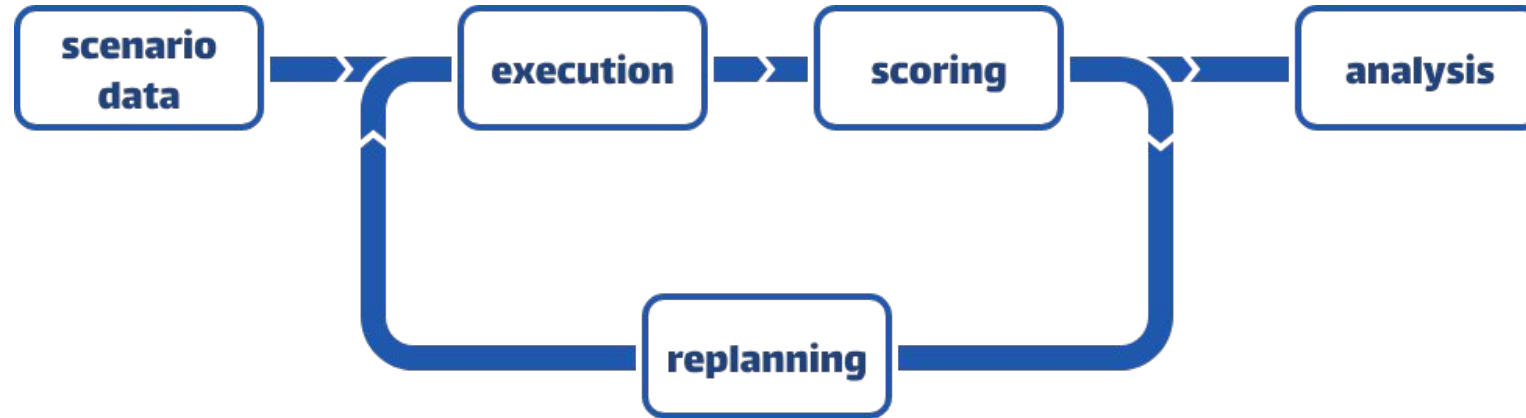 scenario
data
execution
scoring
analysis
replanning